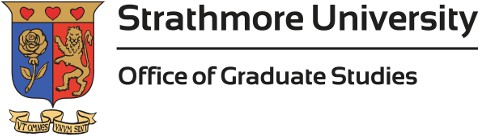 Strathmore University
Office of Graduate Studies
VT OMNES VNVM SINT